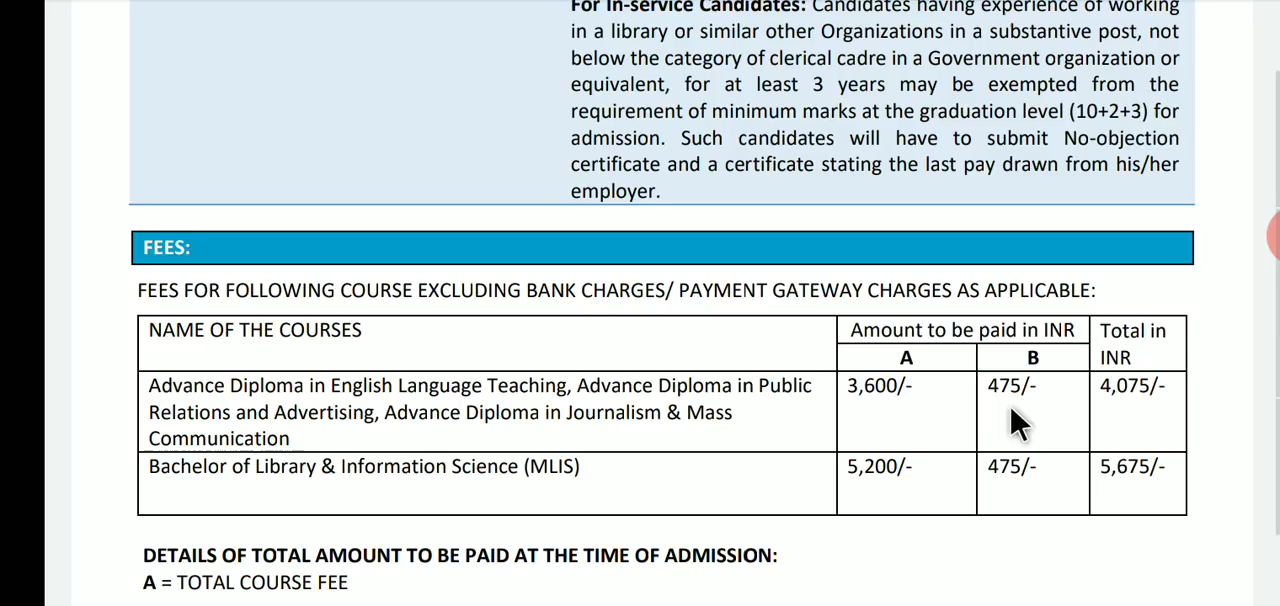 For In-service Candidates: Candidates having experience of working
in a library or similar other Organizations in a substantive post, not
below the category of clerical cadre in a Government organization or
equivalent, for at least 3 years may be exempted from the
requirement of minimum marks at the graduation level (10+2+3) for
admission. Such candidates will have to submit No-objection
certificate and a certificate stating the last pay drawn from his/her
employer.
FEES:
FEES FOR FOLLOWING COURSE EXCLUDING BANK CHARGES/ PAYMENT GATEWAY CHARGES AS APPLICABLE:
NAME OF THE COURSES Amount to be paid in INR Total in
A B INR
Advance Diploma in English Language Teaching, Advance Diploma in Public 3,600/- 475/- 4,075/-
Relations and Advertising, Advance Diploma in Journalism & Mass
Communication
Bachelor of Library & Information Science (MLIS) 5,200/- 475/- 5,675/-
DETAILS OF TOTAL AMOUNT TO BE PAID AT THE TIME OF ADMISSION:
A = TOTAL COURSE FEE